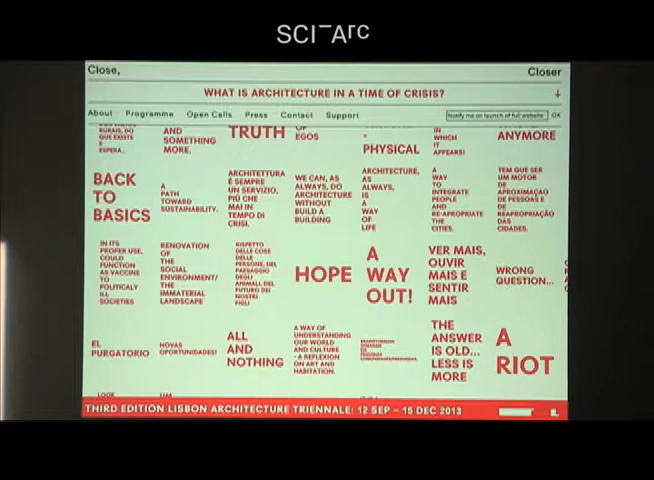 SCI-Arc
Close,
Closer
WHAT IS ARCHITECTURE IN A TIME OF CRISIS?
About Programme Open Calls Press Contact Support
Notify me on launch of full website OK
RURAIS, DO
QUE EXISTE
E
ESPERA.
AND
SOMETHING
MORE.
TRUTH
OF
EGOS
PHYSICAL
IN
WHICH
IT
APPEARS!
ANYMORE
BACK
TO
BASICS
A
PATH
TOWARD
SUSTAINABILITY.
ARCHITETTURA
È SEMPRE
UN SERVIZIO,
PIÙ CHE
MAI IN
TEMPO DI
CRISI.
WE CAN, AS
ALWAYS, DO
ARCHITECTURE
WITHOUT
BUILD A
BUILDING
ARCHITECTURE,
AS
ALWAYS,
IS
A
WAY
OF
LIFE
A
WAY
TO
INTEGRATE
PEOPLE
AND
RE-APROPRIATE
THE
CITIES.
TEM QUE SER
UM MOTOR
DE
APROXIMAÇÃO
DE PESSOAS E
DE
REAPROPRIAÇÃO
DAS
CIDADES.
IN ITS
PROPER USE,
COULD
FUNCTION
AS VACCINE
TO
POLITICALY
ILL
SOCIETIES
RENOVATION
OF
THE
SOCIAL
ENVIRONMENT/
THE
IMMATERIAL
LANDSCAPE
RISPETTO
DELLE COSE
DELLE
PERSONE, DEL
PAESAGGIO
DEGLI
ANIMALI DEL
FUTURO DEI
NOSTRI
FIGLI
HOPE
A
WAY
OUT!
VER MAIS,
OUVIR
MAIS E
SENTIR
MAIS
WRONG
QUESTION...
EL
PURGATORIO
NOVAS
OPORTUNIDADES!
ALL
AND
NOTHING
A WAY OF
UNDERSTANDING
OUR WORLD
AND CULTURE
- A REFLEXION
ON ART AND
HABITATION.
THE
ANSWER
IS OLD...
LESS IS
MORE
A
RIOT
LOOK
UM
THIRD EDITION LISBON ARCHITECTURE TRIENNALE: 12 SEP – 15 DEC 2013